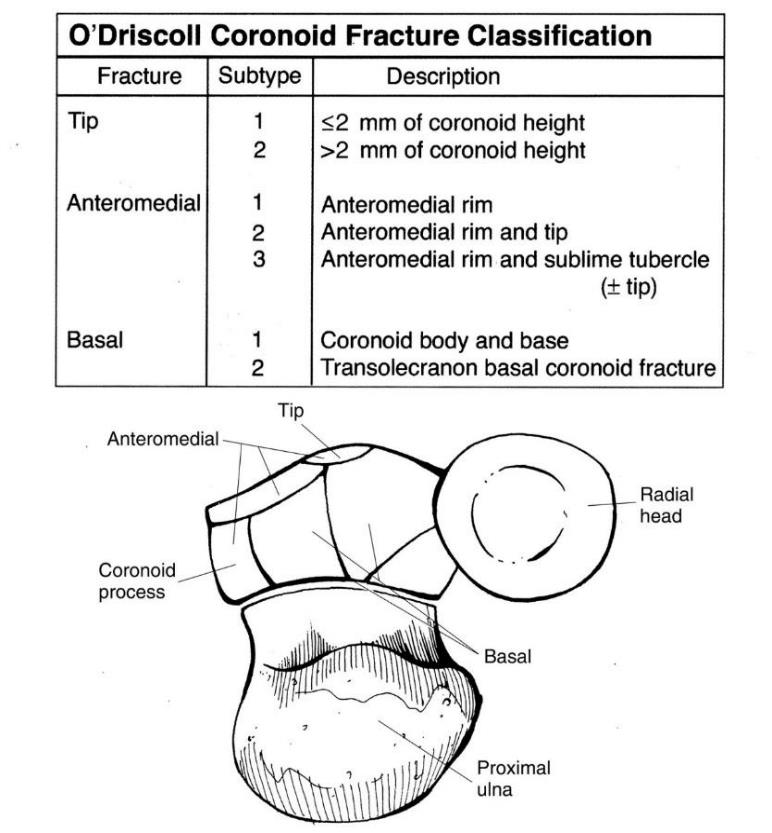 O'Driscoll Coronoid Fracture Classification
Fracture Subtype Description
Tip 1 ≤2 mm of coronoid height
2 >2 mm of coronoid height
Anteromedial 1 Anteromedial rim
2 Anteromedial rim and tip
3 Anteromedial rim and sublime tubercle
(± tip)
Basal 1 Coronoid body and base
2 Transolecranon basal coronoid fracture
Tip
Anteromedial
Radial
head
Coronoid
process
Basal
Proximal
ulna